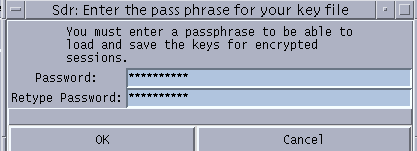 Sdr: Enter the pass phrase for your key file
You must enter a passphrase to be able to
load and save the keys for encrypted
sessions.
Password: **********
Retype Password: **********
OK Cancel